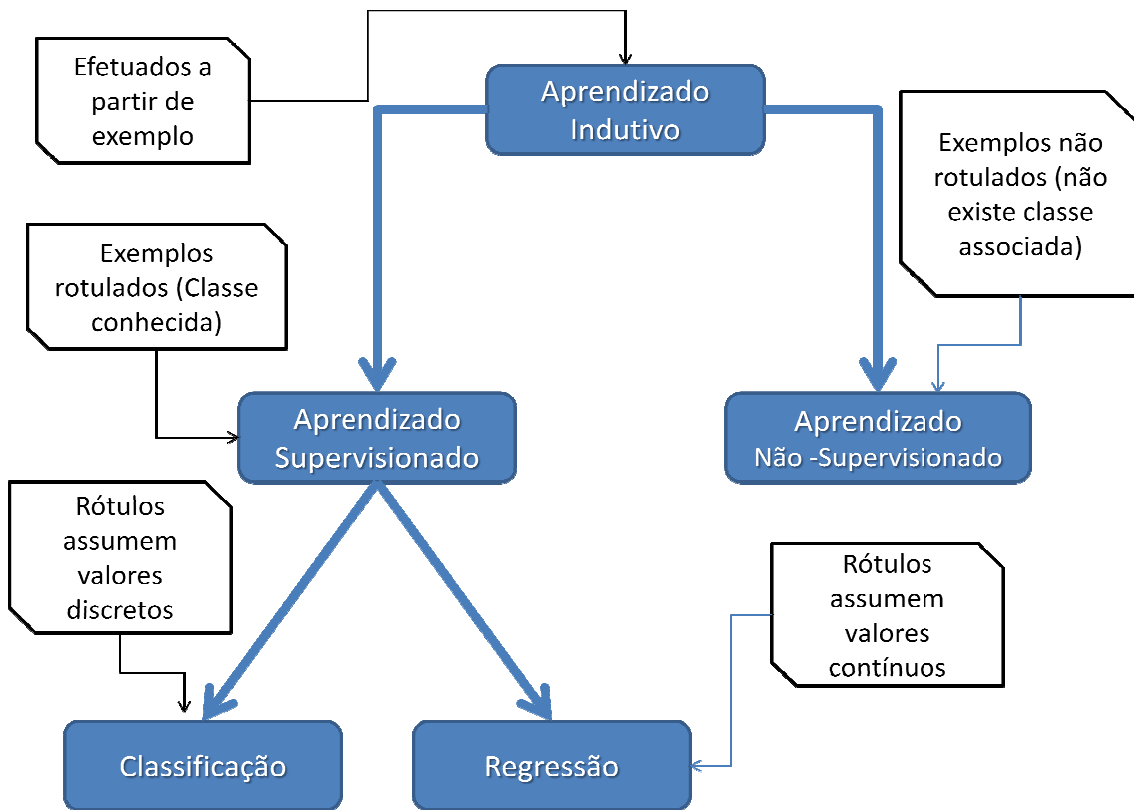 Efetuados a
partir de
exemplo
Aprendizado
Indutivo
Exemplos não
rotulados (não
existe classe
associada)
Exemplos
rotulados (Classe
conhecida)
Aprendizado
Supervisionado
Aprendizado
Não -Supervisionado
Rótulos
assumem
valores
discretos
Rótulos
assumem
valores
contínuos
Classificação
Regressão